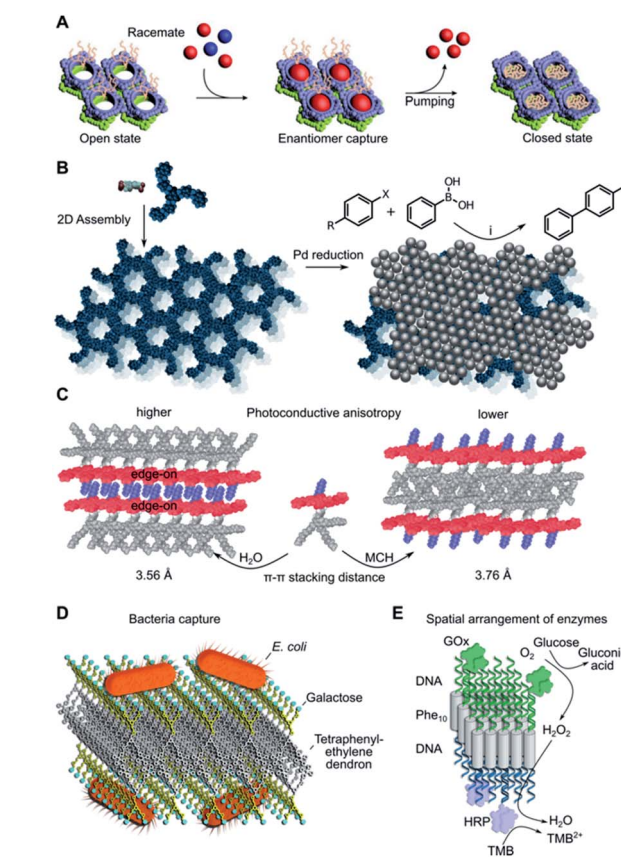 A
Racemate
Pumping
Open state
Enantiomer capture
Closed state
B
2D Assembly
R
X
+
B
OH
OH
i
Pd reduction
C
higher
Photoconductive anisotropy
lower
edge-on
edge-on
H2O
MCH
3.56 Å
π-π stacking distance
3.76 Å
D
Bacteria capture
E. coli
Galactose
Tetraphenyl-
ethylene
dendron
E
Spatial arrangement of enzymes
GOx
O2
Glucose
Gluconi
acid
DNA
Phe10
H2O2
DNA
HRP
H2O
TMB2+
TMB